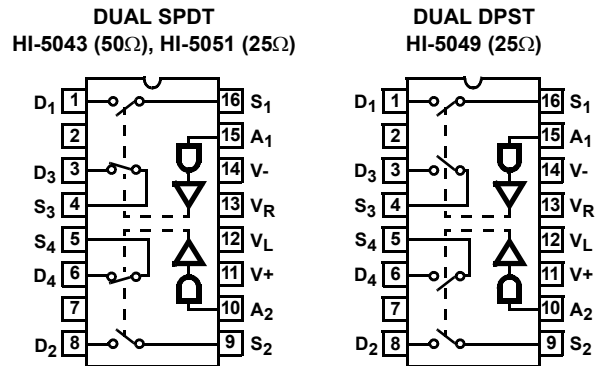 DUAL SPDT
HI-5043 (50Ω), HI-5051 (25Ω)
D1 1 16 S1
2 15 A1
D3 3 14 V-
S3 4 13 VR
S4 5 12 VL
D4 6 11 V+
7 10 A2
D2 8 9 S2
DUAL DPST
HI-5049 (25Ω)
D1 1 16 S1
2 15 A1
D3 3 14 V-
S3 4 13 VR
S4 5 12 VL
D4 6 11 V+
7 10 A2
D2 8 9 S2